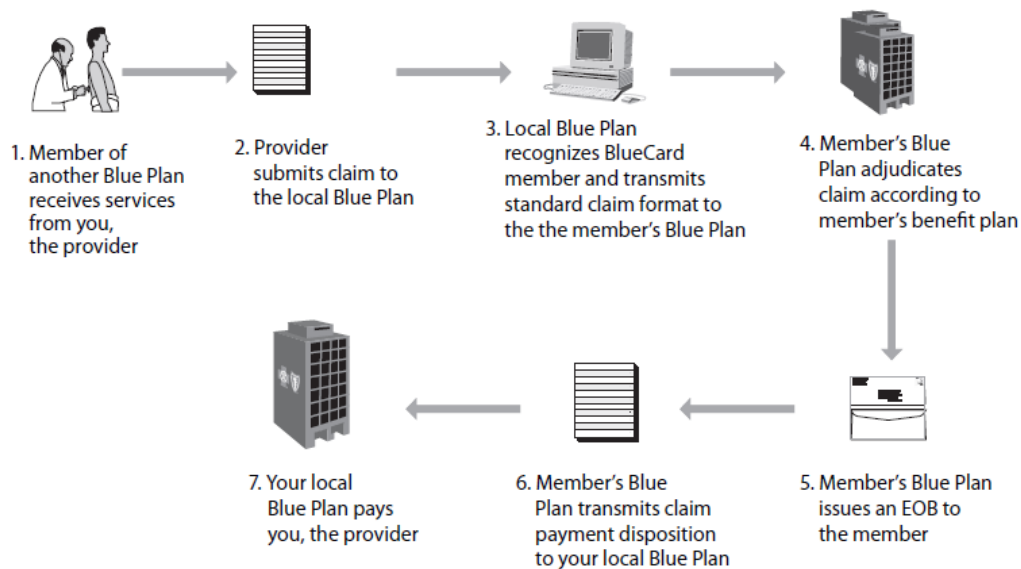 1. Member of
another Blue Plan
receives services
from you,
the provider
2. Provider
submits claim to
the local Blue Plan
3. Local Blue Plan
recognizes BlueCard
member and transmits
standard claim format to
the the member's Blue Plan
4. Member's Blue
Plan adjudicates
claim according to
member's benefit plan
5. Member's Blue Plan
issues an EOB to
the member
6. Member's Blue
Plan transmits claim
payment disposition
to your local Blue Plan
7. Your local
Blue Plan pays
you, the provider